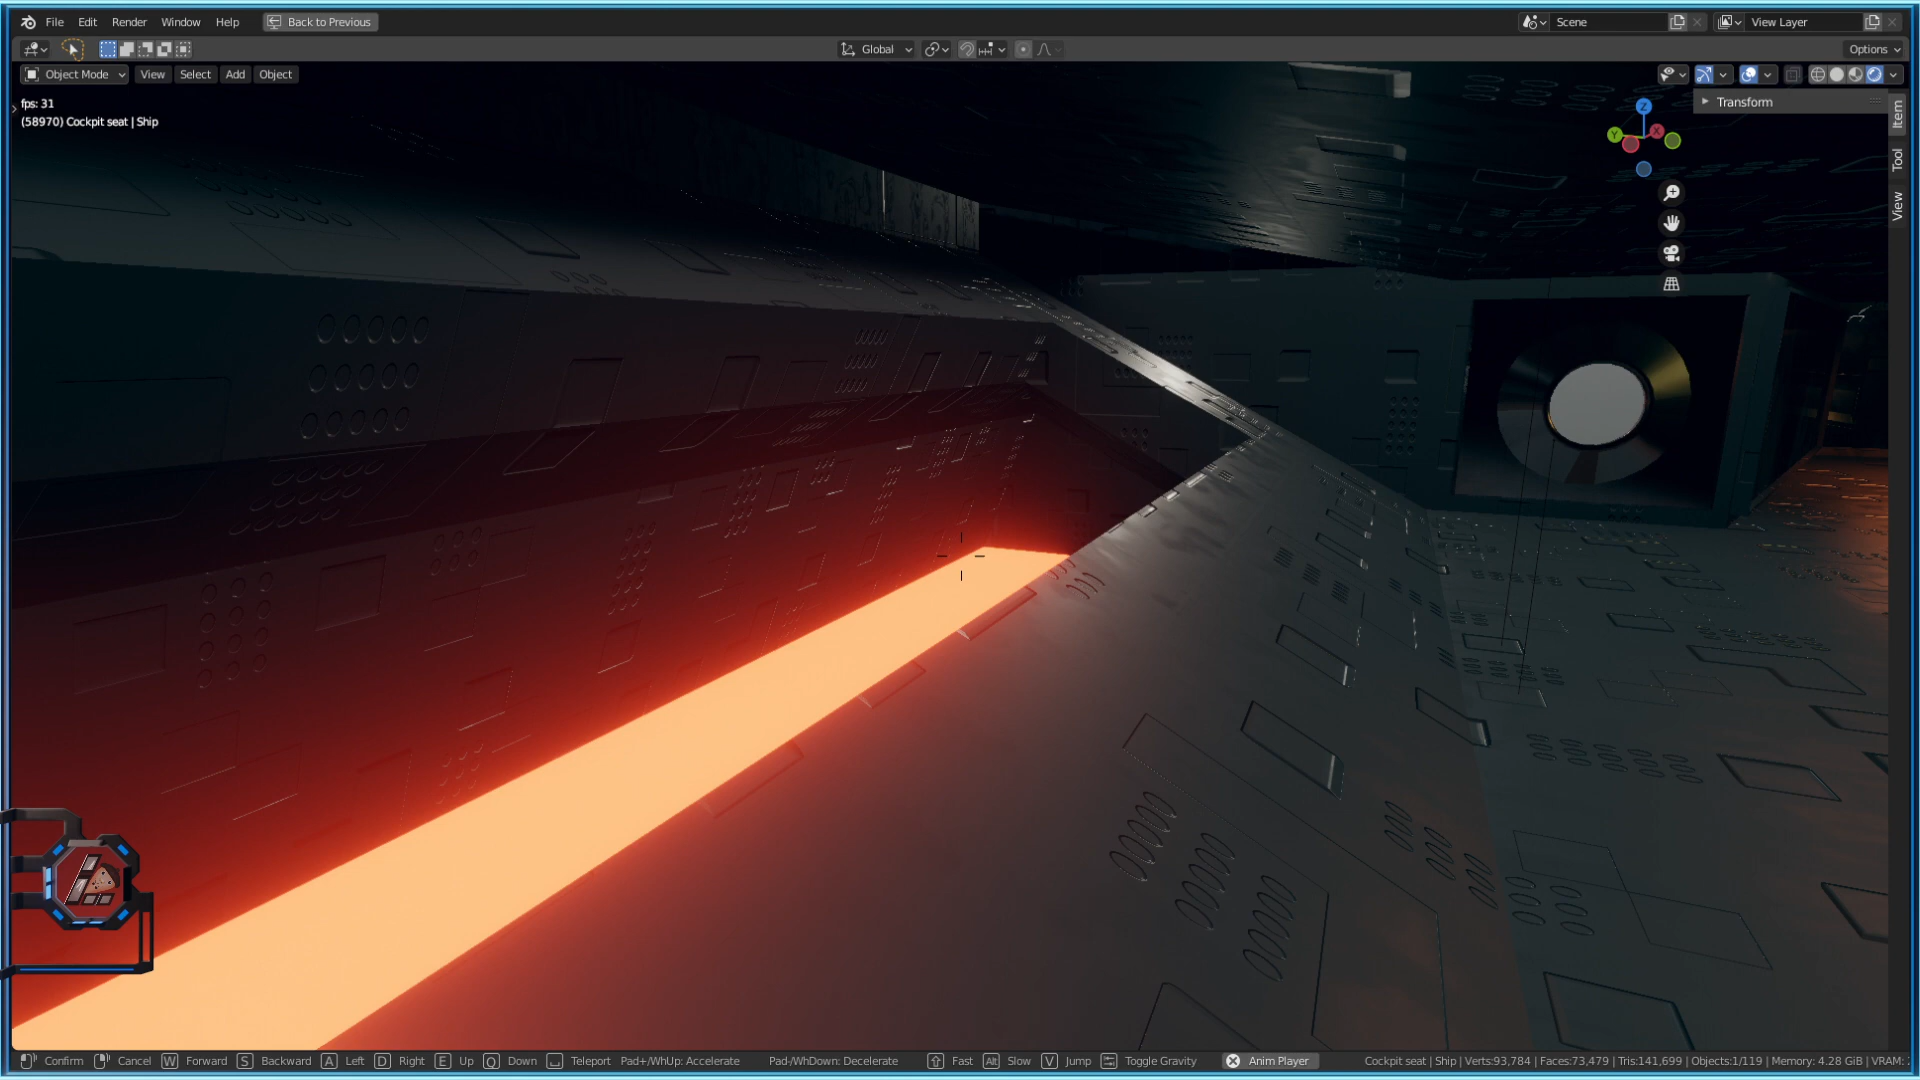 File Edit Render Window Help Back to Previous Scene View Layer
Global Options
Object Mode View Select Add Object
fps: 31
(58970) Cockpit seat | Ship
Transform
Item
Tool
View
Z
Y
X
Confirm Cancel W Forward S Backward A Left D Right E Up Q Down Teleport Pad+/WhUp: Accelerate Pad-/WhDown: Decelerate Fast Alt Slow V Jump Toggle Gravity Anim Player Cockpit seat | Ship | Verts:93,784 | Faces:73,479 | Tris:141,699 | Objects:1/119 | Memory: 4.28 GiB | VRAM: